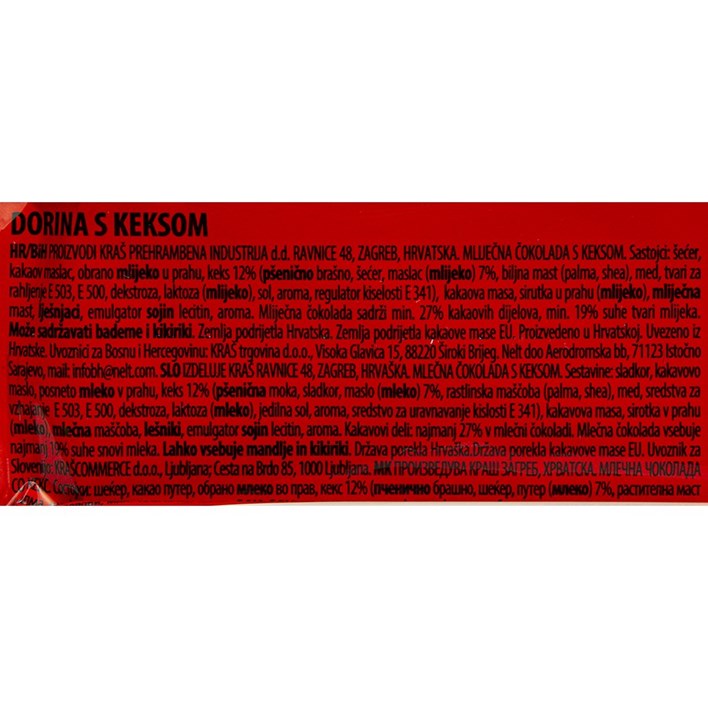 DORINA S KEKSOM
HR/BiH PROIZVODI KRAŠ PREHRAMBENA INDUSTRIJA d.d. RAVNICE 48, ZAGREB, HRVATSKA. MLIJEČNA ČOKOLADA S KEKSOM. Sastojci: šećer,
kakaov maslac, obrano mlijeko u prahu, keks 12% (pšenično brašno, šećer, maslac (mlijeko) 7%, biljna mast (palma, shea), med, tvari za
rahljenje E 503, E 500, dekstroza, laktoza (mlijeko), sol, aroma, regulator kiselosti E 341), kakaova masa, sirutka u prahu (mlijeko), mliječna
mast, lješnjaci, emulgator sojin lecitin, aroma. Mliječna čokolada sadrži min. 27% kakaovih dijelova, min. 19% suhe tvari mlijeka.
Može sadržavati bademe i kikiriki. Zemlja podrijetla Hrvatska. Zemlja podrijetla kakaove mase EU. Proizvedeno u Hrvatskoj. Uvezeno iz
Hrvatske. Uvoznici za Bosnu i Hercegovinu: KRAŠ trgovina d.o.o., Visoka Glavica 15, 88220 Široki Brijeg. Nelt doo Aerodromska bb, 71123 Istočno
Sarajevo, mail: infobh@nelt.com. SLO IZDELUJE KRAŠ RAVNICE 48, ZAGREB, HRVAŠKA. MLEČNA ČOKOLADA S KEKSOM. Sestavine: sladkor, kakavovo
maslo, posneto mleko v prahu, keks 12% (pšenična moka, sladkor, maslo (mleko) 7%, rastlinska maščoba (palma, shea), med, sredstva za
vzhajanje E 503, E 500, dekstroza, laktoza (mleko), jedilna sol, aroma, sredstvo za uravnavanje kislosti E 341), kakavova masa, sirotka v prahu
(mleko), mlečna maščoba, lešniki, emulgator sojin lecitin, aroma. Kakavovi deli: najmanj 27% v mlečni čokoladi. Mlečna čokolada vsebuje
najmanj 19% suhe snovi mleka. Lahko vsebuje mandlje in kikiriki. Država porekla Hrvaška.Država porekla kakavove mase EU. Uvoznik za
Slovenijo: KRAŠCOMMERCE d.o.o., Ljubljana; Cesta na Brdo 85, 1000 Ljubljana. МК ПРОИЗВЕДУВА КРАШ ЗАГРЕБ, ХРВАТСКА. МЛЕЧНА ЧОКОЛАДА
СО КЕКС. Состојки: шеќер, какао путер, обрано млеко во прав, кекс 12% (пченично брашно, шеќер, путер (млеко) 7%, растителна маст